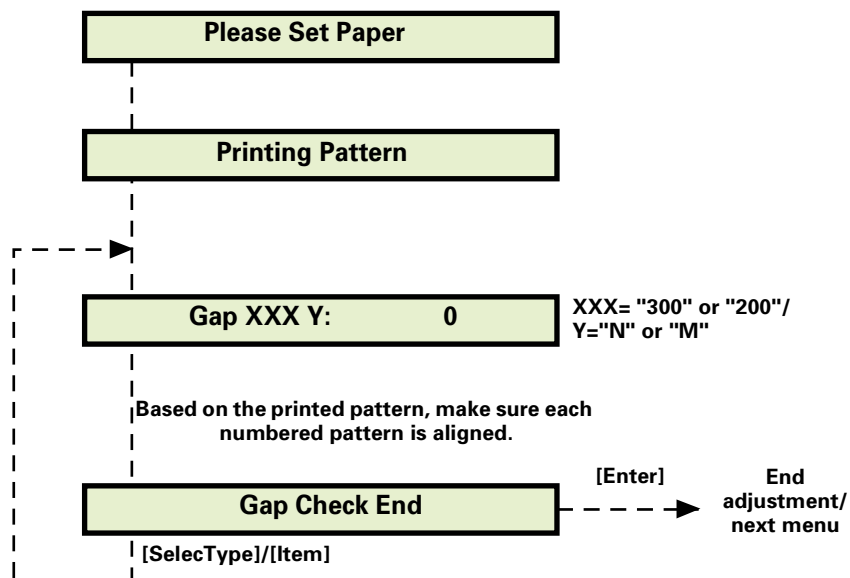 Please Set Paper
Printing Pattern
Gap XXX Y: 0
XXX= "300" or "200"/
Y="N" or "M"
Based on the printed pattern, make sure each
numbered pattern is aligned.
Gap Check End
[Enter]
End
adjustment/
next menu
[SelecType]/[Item]